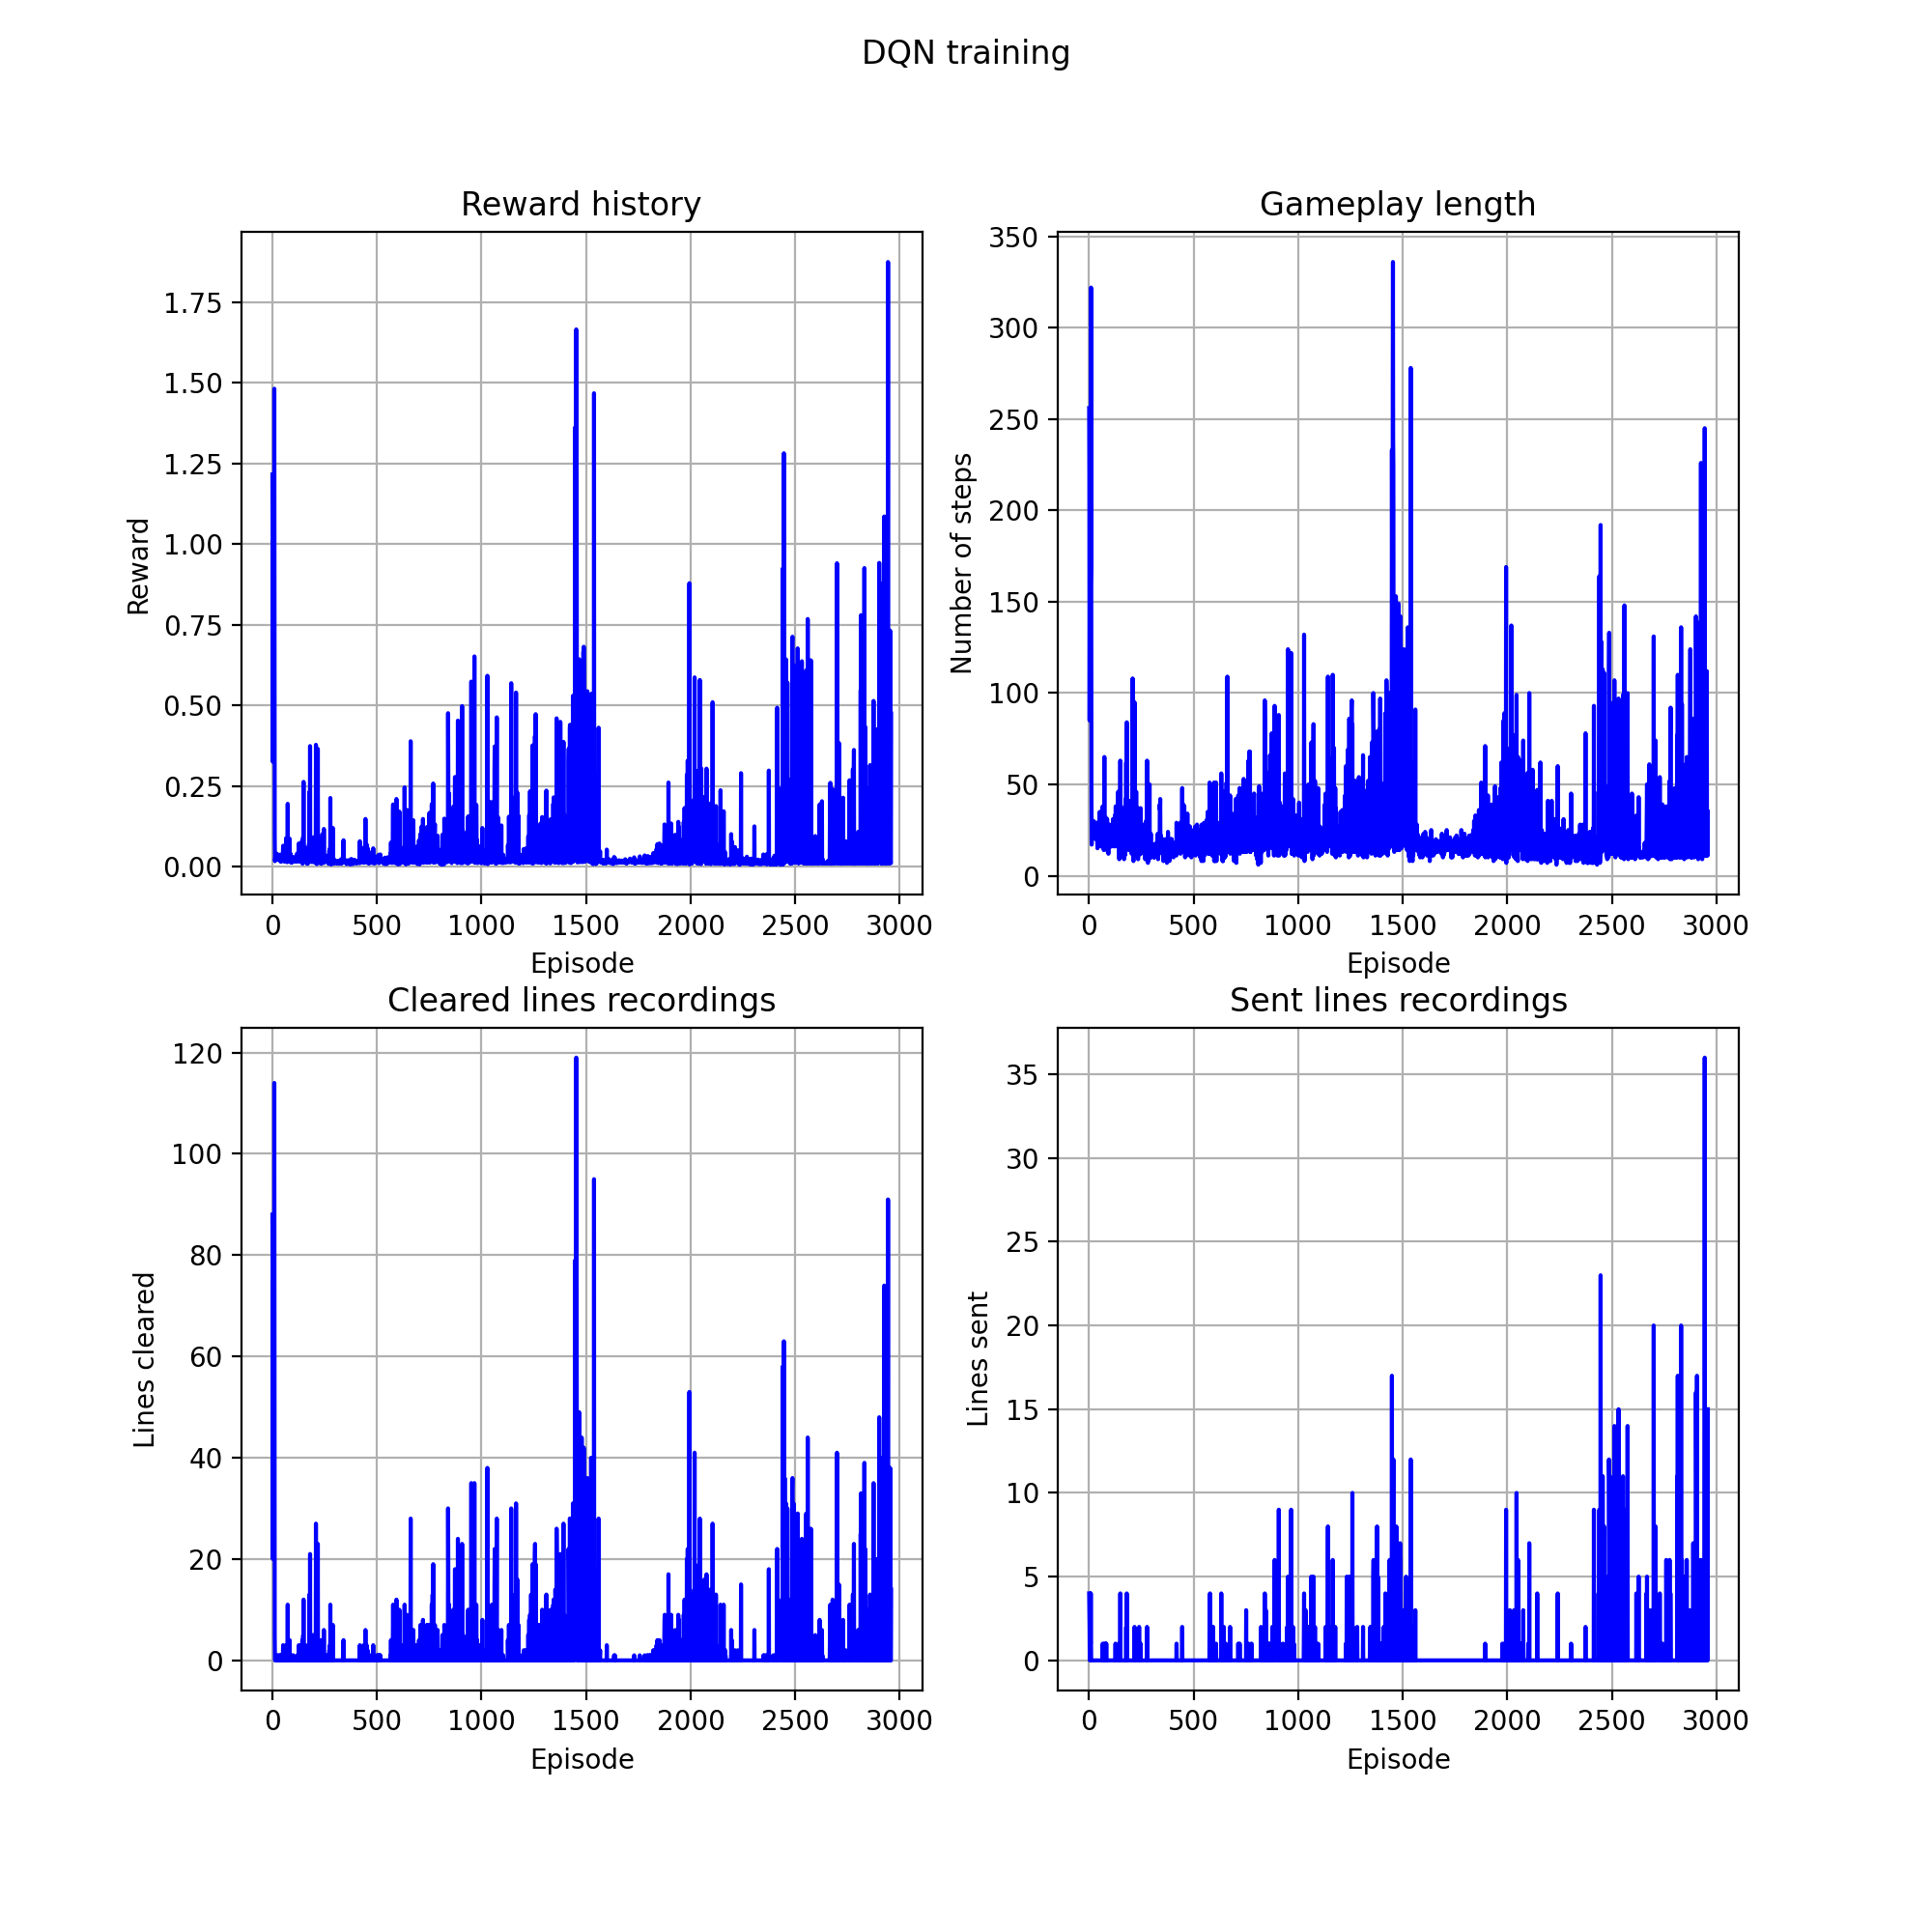 DQN training
Reward history
Reward
1.75
1.50
1.25
1.00
0.75
0.50
0.25
0.00
0 500 1000 1500 2000 2500 3000
Episode
Gameplay length
Number of steps
350
300
250
200
150
100
50
0
0 500 1000 1500 2000 2500 3000
Episode
Cleared lines recordings
Lines cleared
120
100
80
60
40
20
0
0 500 1000 1500 2000 2500 3000
Episode
Sent lines recordings
Lines sent
35
30
25
20
15
10
5
0
0 500 1000 1500 2000 2500 3000
Episode